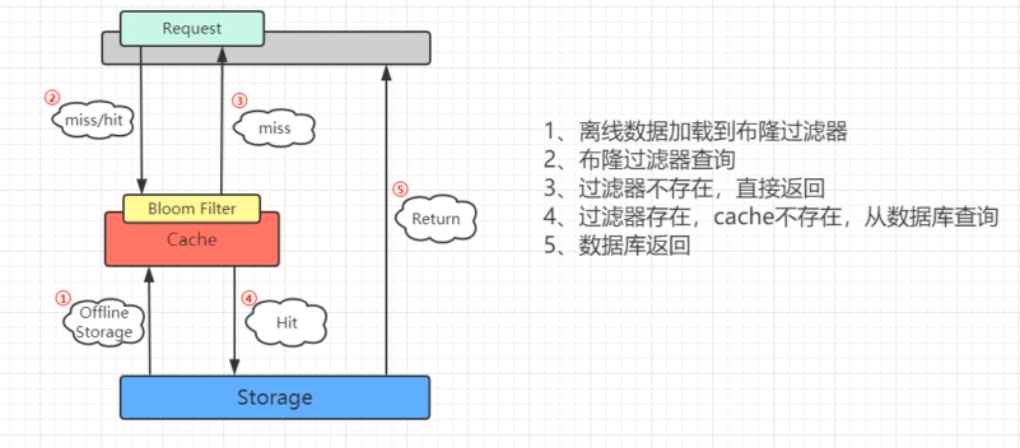 Request
②
miss/hit
③
miss
Bloom Filter
Cache
⑤
Return
①
Offline
Storage
④
Hit
Storage
1、离线数据加载到布隆过滤器
2、布隆过滤器查询
3、过滤器不存在，直接返回
4、过滤器存在，cache不存在，从数据库查询
5、数据库返回